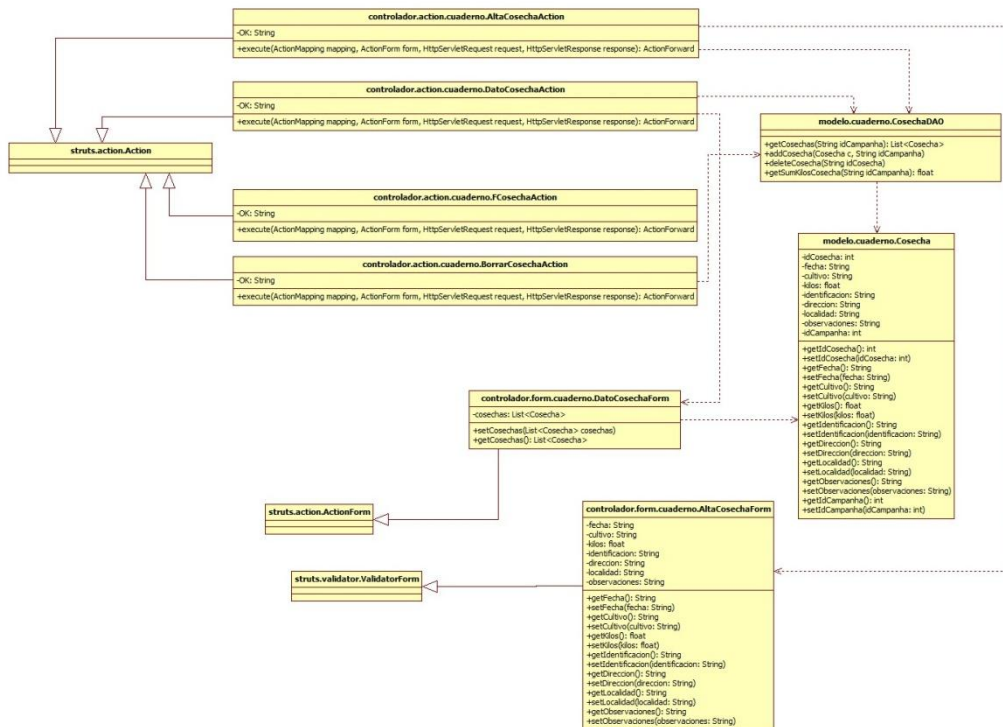 controlador.action.cuaderno.AltaCosechaAction
-OK: String
+execute(ActionMapping mapping, ActionForm form, HttpServletRequest request, HttpServletResponse response): ActionForward
controlador.action.cuaderno.DatoCosechaAction
-OK: String
+execute(ActionMapping mapping, ActionForm form, HttpServletRequest request, HttpServletResponse response): ActionForward
struts.action.Action
modelo.cuaderno.CosechaDAO
+getCosechas(String idCampanha): List<Cosecha>
+addCosecha(Cosecha c, String idCampanha)
+deleteCosecha(String idCosecha)
+getSumKilosCosecha(String idCampanha): float
controlador.action.cuaderno.FCosechaAction
-OK: String
+execute(ActionMapping mapping, ActionForm form, HttpServletRequest request, HttpServletResponse response): ActionForward
controlador.action.cuaderno.BorrarCosechaAction
-OK: String
+execute(ActionMapping mapping, ActionForm form, HttpServletRequest request, HttpServletResponse response): ActionForward
modelo.cuaderno.Cosecha
-idCosecha: int
-fecha: String
-cultivo: String
-kilos: float
-identificacion: String
-direccion: String
-localidad: String
-observaciones: String
-idCampanha: int
+getIdCosecha(): int
+setIdCosecha(idCosecha: int)
+getFecha(): String
+setFecha(fecha: String)
+getCultivo(): String
+setCultivo(cultivo: String)
+getKilos(): float
+setKilos(kilos: float)
+getIdentificacion(): String
+setIdentificacion(identificacion: String)
+getDireccion(): String
+setDireccion(direccion: String)
+getLocalidad(): String
+setLocalidad(localidad: String)
+getObservaciones(): String
+setObservaciones(observaciones: String)
+getIdCampanha(): int
+setIdCampanha(idCampanha: int)
controlador.form.cuaderno.DatoCosechaForm
-cosechas: List<Cosecha>
+setCosechas(List<Cosecha> cosechas)
+getCosechas(): List<Cosecha>
struts.action.ActionForm
struts.validator.ValidatorForm
controlador.form.cuaderno.AltaCosechaForm
-fecha: String
-cultivo: String
-kilos: float
-identificacion: String
-direccion: String
-localidad: String
-observaciones: String
+getFecha(): String
+setFecha(fecha: String)
+getCultivo(): String
+setCultivo(cultivo: String)
+getKilos(): float
+setKilos(kilos: float)
+getIdentificacion(): String
+setIdentificacion(identificacion: String)
+getDireccion(): String
+setDireccion(direccion: String)
+getLocalidad(): String
+setLocalidad(localidad: String)
+getObservaciones(): String
+setObservaciones(observaciones: String)